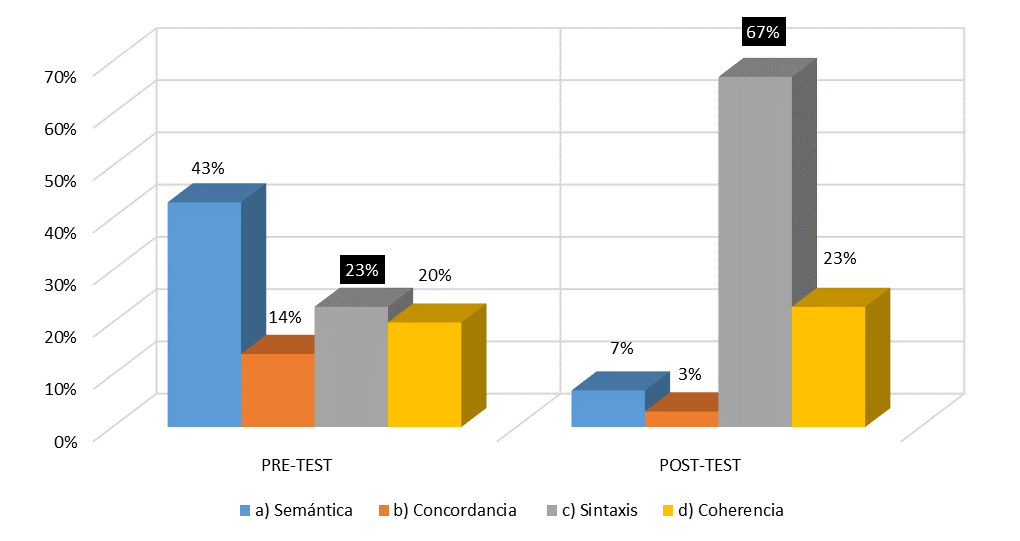 67%
70%
60%
50%
40%
30%
20%
10%
0%
43%
14%
23%
20%
7%
3%
23%
PRE-TEST
POST-TEST
a) Semántica
b) Concordancia
c) Sintaxis
d) Coherencia